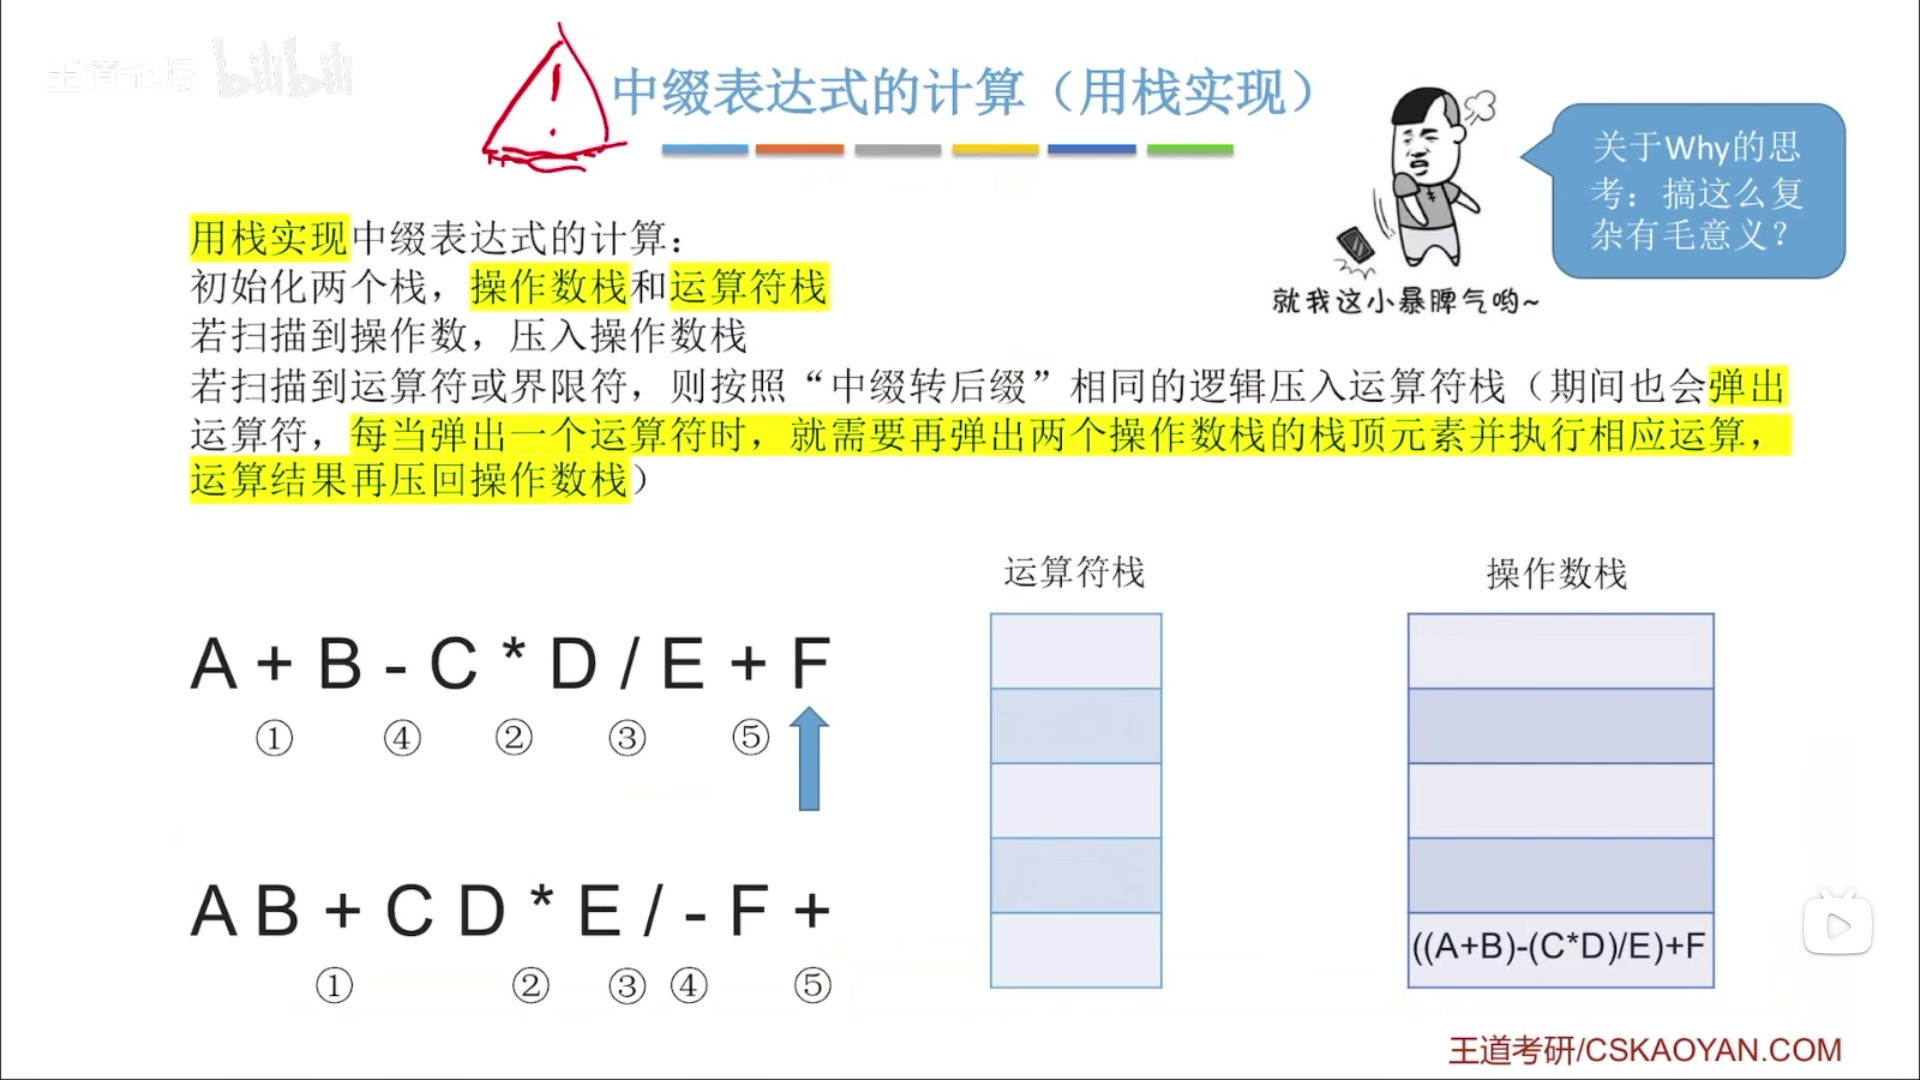 王道论坛 bilibili
中缀表达式的计算（用栈实现）
关于Why的思
考：搞这么复
杂有毛意义？
就我这小暴脾气哟~
用栈实现中缀表达式的计算：
初始化两个栈，操作数栈和运算符栈
若扫描到操作数，压入操作数栈
若扫描到运算符或界限符，则按照“中缀转后缀”相同的逻辑压入运算符栈（期间也会弹出
运算符，每当弹出一个运算符时，就需要再弹出两个操作数栈的栈顶元素并执行相应运算，
运算结果再压回操作数栈）
运算符栈
操作数栈
A + B - C * D / E + F
① ④ ② ③ ⑤
A B + C D * E / - F +
① ② ③ ④ ⑤
((A+B)-(C*D)/E)+F
王道考研/CSKAOYAN.COM